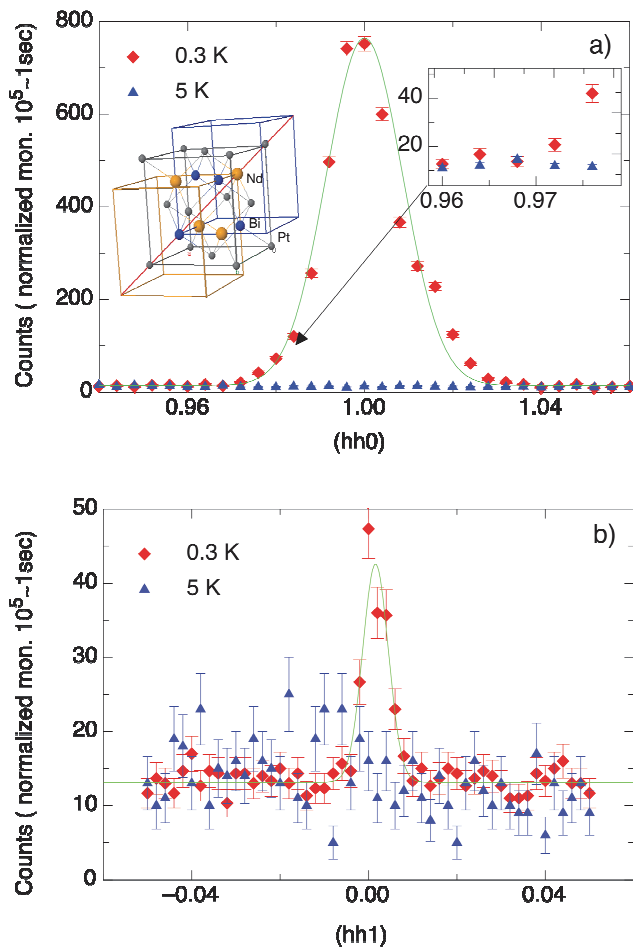 800
600
400
200
0
Counts ( normalized mon. 10⁵~1sec)
0.3 K
5 K
a)
40
20
0.96
0.97
Nd
Bi
Pt
0.96
1.00
1.04
(hh0)
50
40
30
20
10
0
Counts ( normalized mon. 10⁵~1sec)
0.3 K
5 K
b)
−0.04
0.00
0.04
(hh1)